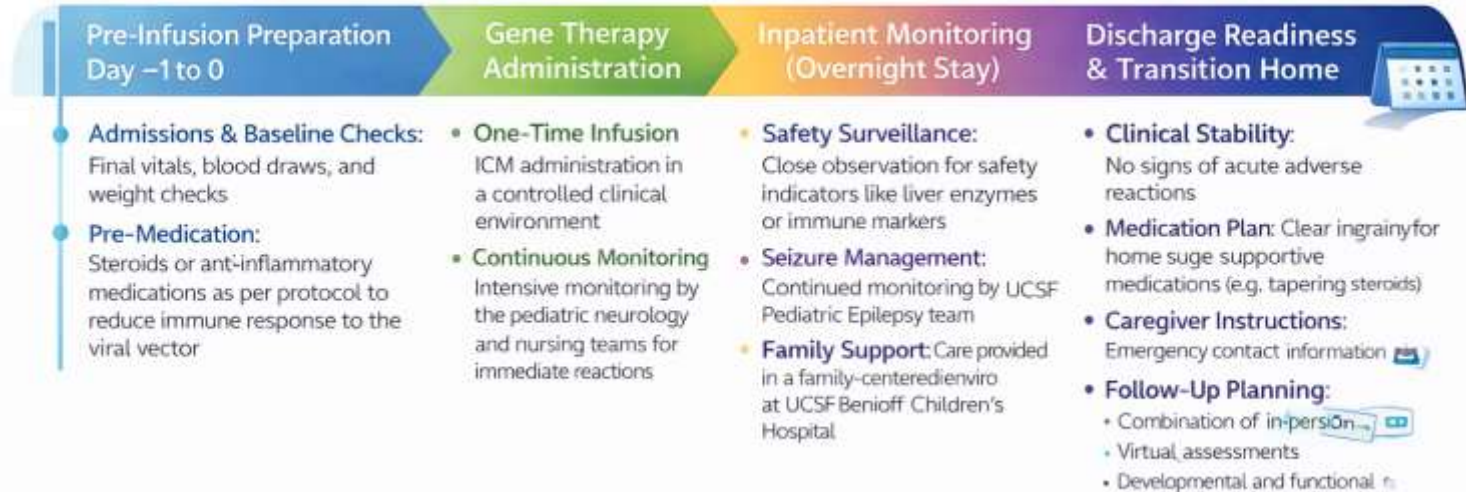 Pre-Infusion Preparation
Day –1 to 0
Gene Therapy
Administration
Inpatient Monitoring
(Overnight Stay)
Discharge Readiness
& Transition Home
Admissions & Baseline Checks:
Final vitals, blood draws, and
weight checks
Pre-Medication:
Steroids or ant-inflammatory
medications as per protocol to
reduce immune response to the
viral vector
• One-Time Infusion
ICM administration in
a controlled clinical
environment
• Continuous Monitoring
Intensive monitoring by
the pediatric neurology
and nursing teams for
immediate reactions
• Safety Surveillance:
Close observation for safety
indicators like liver enzymes
or immune markers
• Seizure Management:
Continued monitoring by UCSF
Pediatric Epilepsy team
• Family Support: Care provided
in a family-centeredienviro
at UCSF Benioff Children's
Hospital
• Clinical Stability:
No signs of acute adverse
reactions
• Medication Plan: Clear ingrainyfor
home suge supportive
medications (e.g. tapering steroids)
• Caregiver Instructions:
Emergency contact information
• Follow-Up Planning:
• Combination of in-persiōn
• Virtual assessments
• Developmental and functional